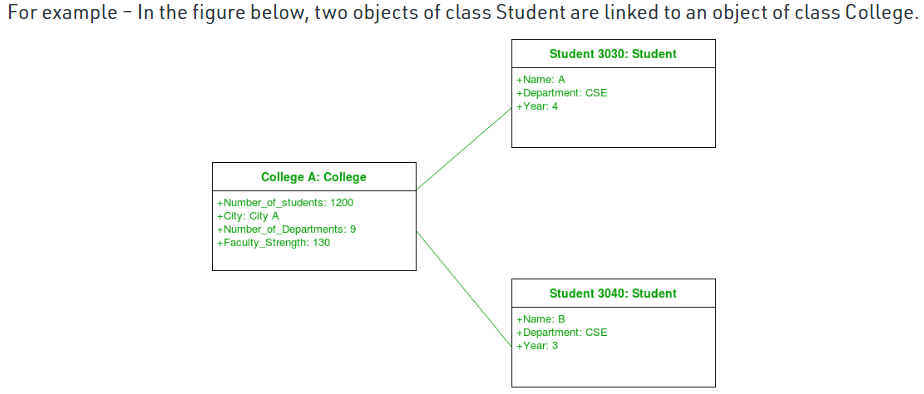 For example – In the figure below, two objects of class Student are linked to an object of class College.
Student 3030: Student
+Name: A
+Department: CSE
+Year: 4
College A: College
+Number_of_students: 1200
+City: City A
+Number_of_Departments: 9
+Faculty_Strength: 130
Student 3040: Student
+Name: B
+Department: CSE
+Year: 3